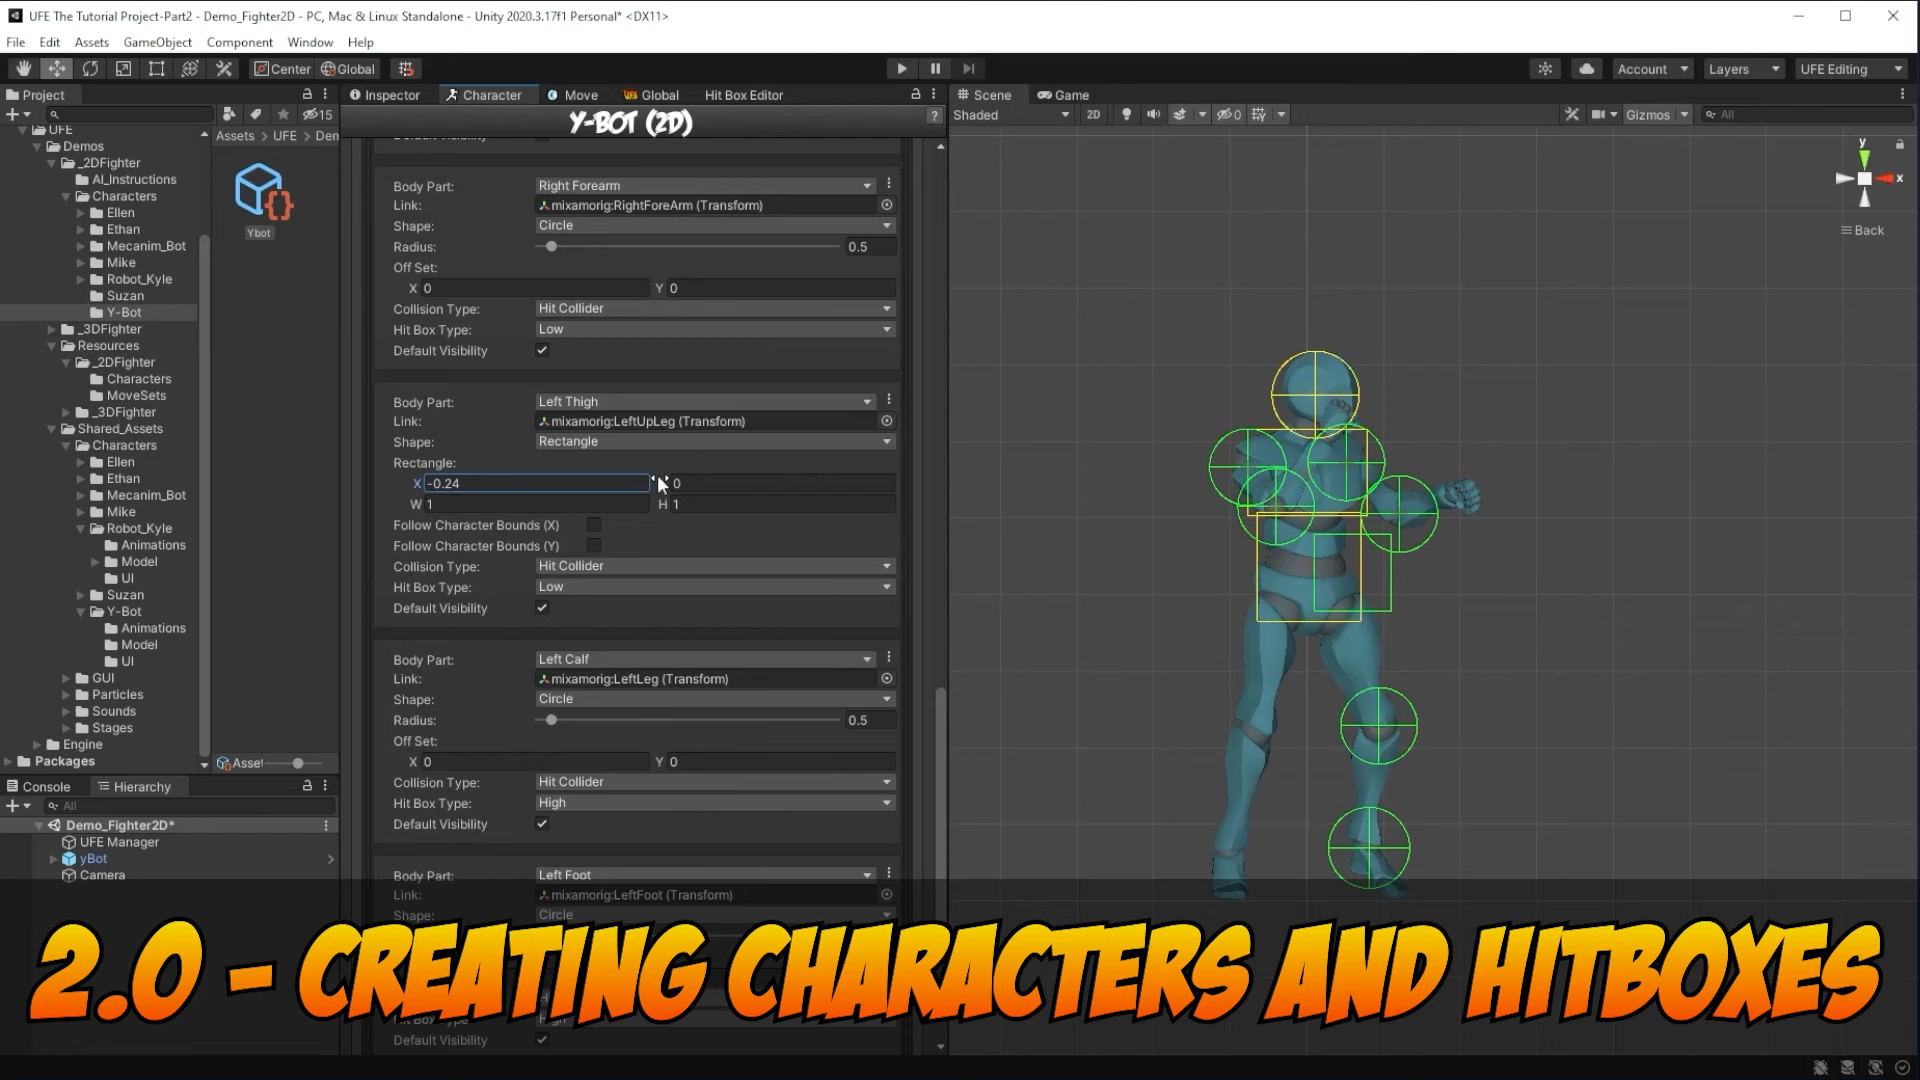 UFE The Tutorial Project-Part2 - Demo_Fighter2D - PC, Mac & Linux Standalone - Unity 2020.3.17f1 Personal* <DX11>
File Edit Assets GameObject Component Window Help
Center Global Account Layers UFE Editing
Project Inspector Character Move Global Hit Box Editor Scene Game
15 Y-BOT (2D) ? Shaded 2D 0 Gizmos All
UFE Assets > UFE > Den
Demos
_2DFighter
AI_Instructions
Characters
Ellen
Ethan
Mecanim_Bot
Mike
Robot_Kyle
Suzan
Y-Bot
_3DFighter
Resources
_2DFighter
Characters
MoveSets
_3DFighter
Shared_Assets
Characters
Ellen
Ethan
Mecanim_Bot
Mike
Robot_Kyle
Animations
Model
UI
Suzan
Y-Bot
Animations
Model
UI
GUI
Particles
Sounds
Stages
Engine
Packages
Ybot
Asset
Body Part: Right Forearm
Link: mixamorig:RightForeArm (Transform)
Shape: Circle
Radius: 0.5
Off Set:
X 0 Y 0
Collision Type: Hit Collider
Hit Box Type: Low
Default Visibility
Body Part: Left Thigh
Link: mixamorig:LeftUpLeg (Transform)
Shape: Rectangle
Rectangle:
X -0.24 0
W 1 H 1
Follow Character Bounds (X)
Follow Character Bounds (Y)
Collision Type: Hit Collider
Hit Box Type: Low
Default Visibility
Body Part: Left Calf
Link: mixamorig:LeftLeg (Transform)
Shape: Circle
Radius: 0.5
Off Set:
X 0 Y 0
Collision Type: Hit Collider
Hit Box Type: High
Default Visibility
Body Part: Left Foot
Link: mixamorig:LeftFoot (Transform)
Shape: Circle
Default Visibility
y
x
Back
Console Hierarchy
All
Demo_Fighter2D*
UFE Manager
yBot
Camera
2.0 - CREATING CHARACTERS AND HITBOXES